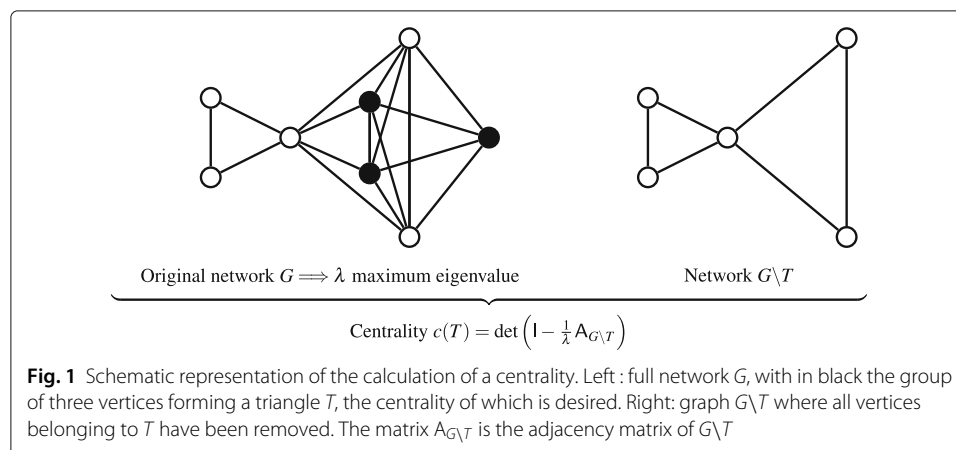 Original network G ⟹ λ maximum eigenvalue
Network G\T
Centrality c(T) = det(I − 1/λ A_{G\T})
Fig. 1 Schematic representation of the calculation of a centrality. Left : full network G, with in black the group
of three vertices forming a triangle T, the centrality of which is desired. Right: graph G\T where all vertices
belonging to T have been removed. The matrix A_{G\T} is the adjacency matrix of G\T